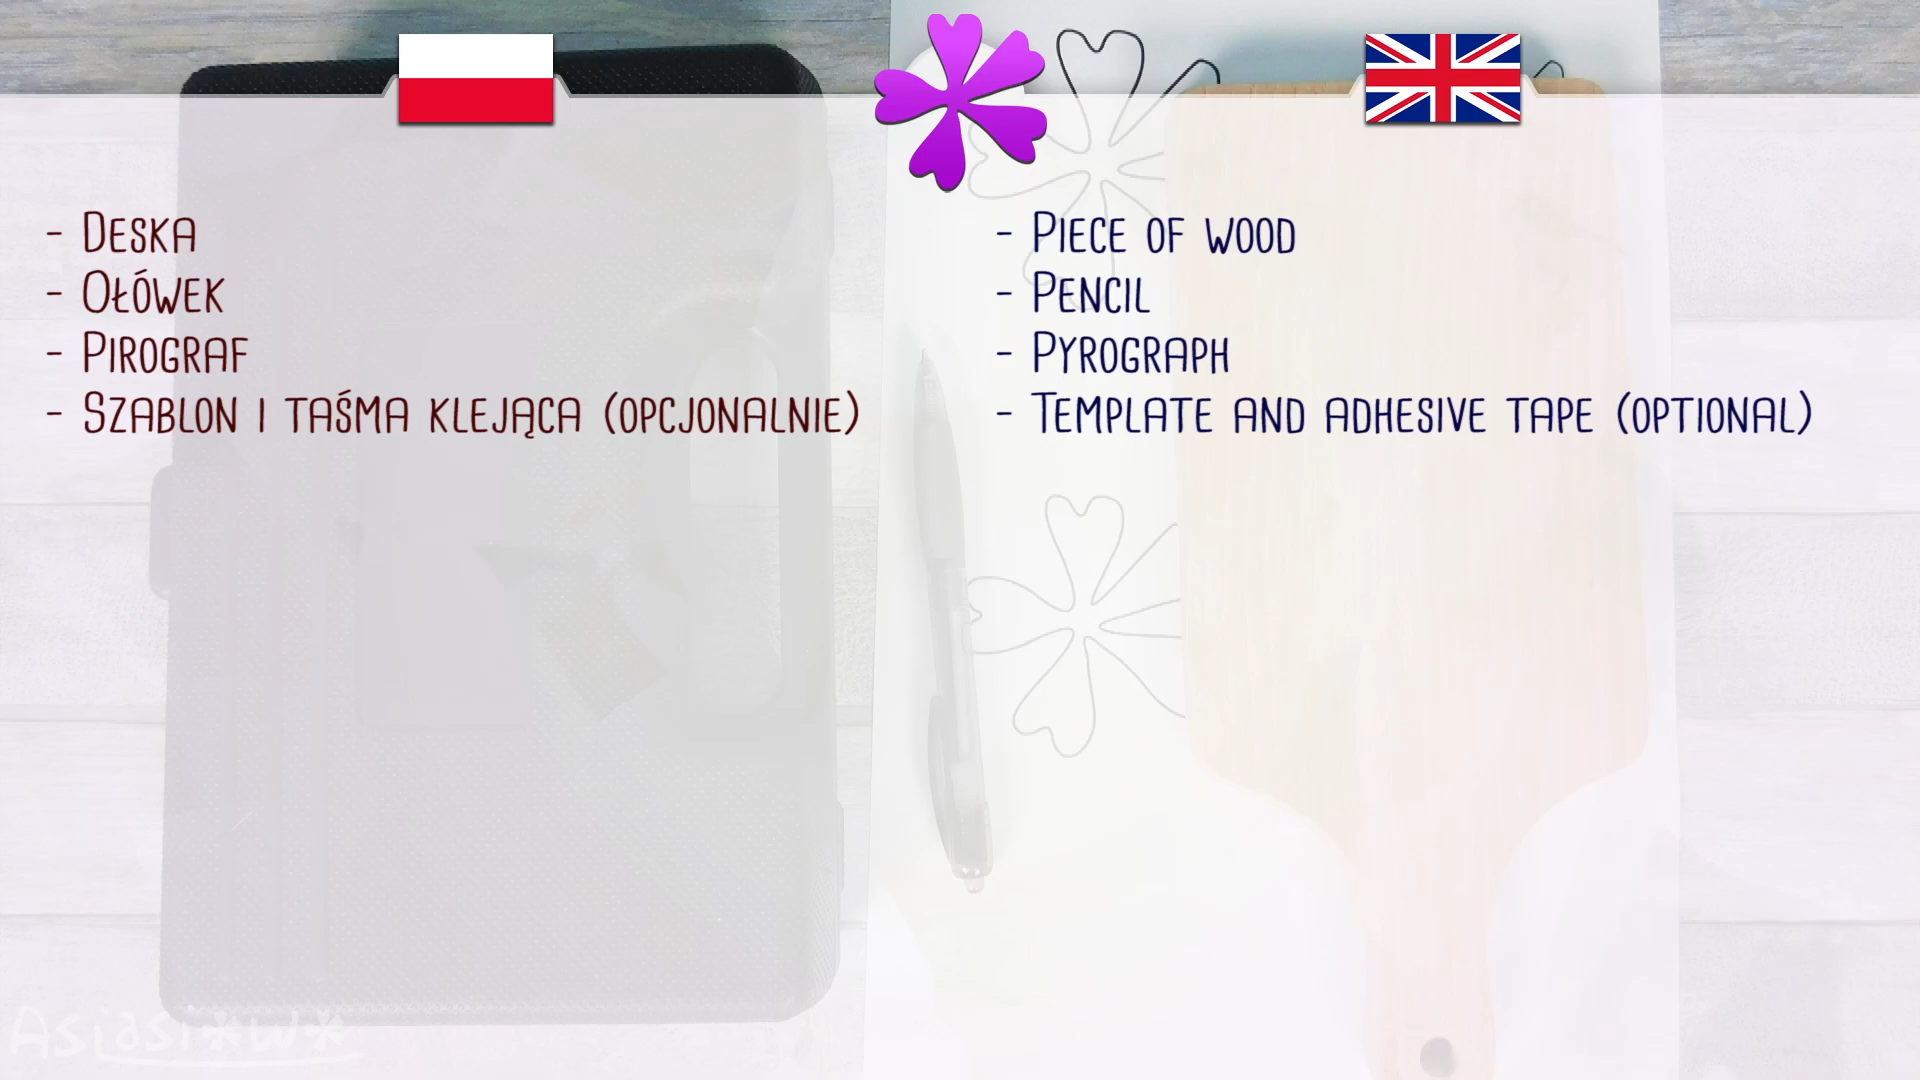 - Deska
- Ołówek
- Pirograf
- Szablon i taśma klejąca (opcjonalnie)
- Piece of wood
- Pencil
- Pyrograph
- Template and adhesive tape (optional)